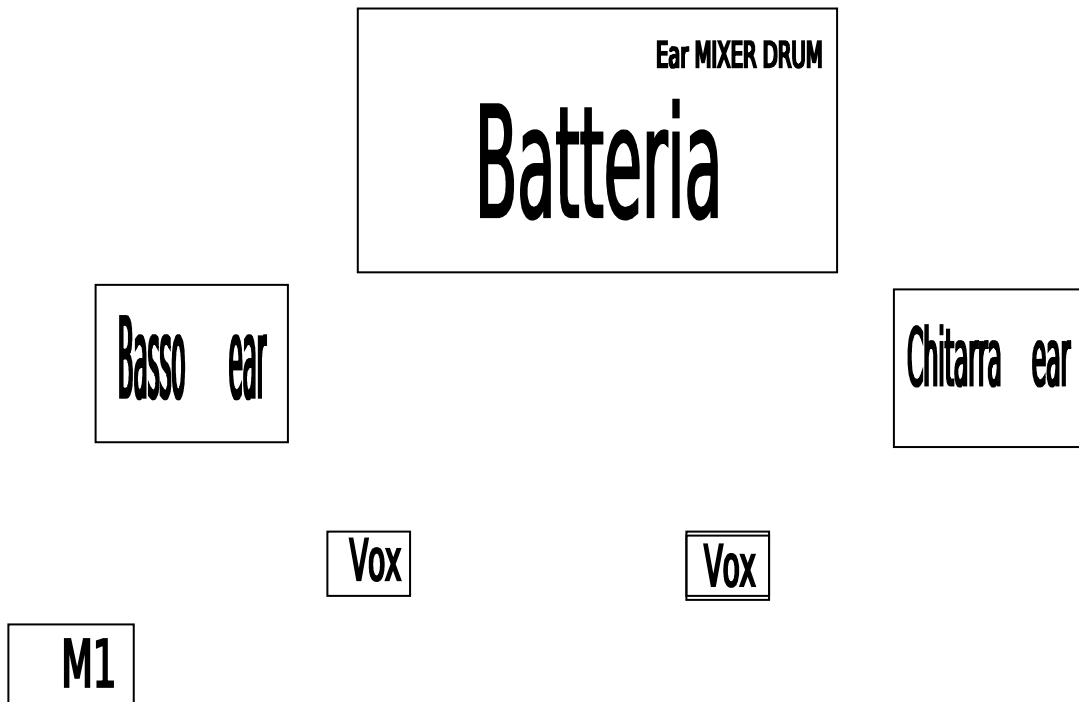 Ear MIXER DRUM
Batteria
Basso ear
Chitarra ear
Vox
Vox
M1